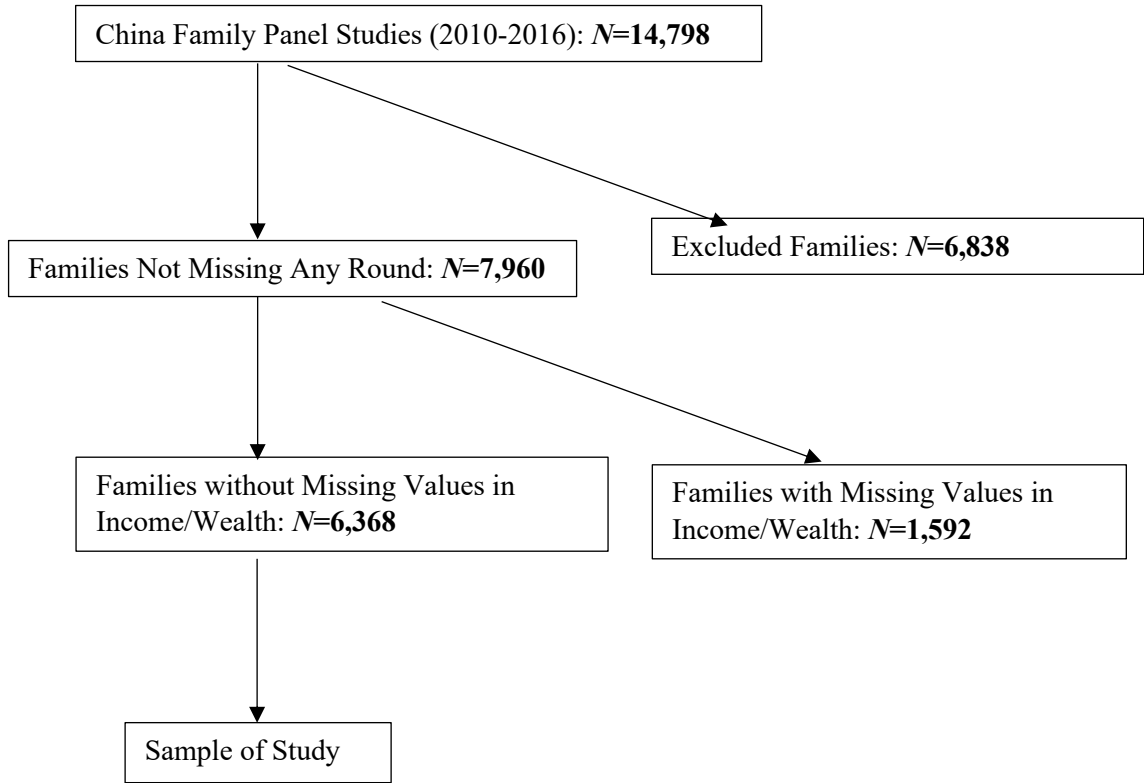 China Family Panel Studies (2010-2016): N=14,798
Excluded Families: N=6,838
Families Not Missing Any Round: N=7,960
Families without Missing Values in
Income/Wealth: N=6,368
Families with Missing Values in
Income/Wealth: N=1,592
Sample of Study